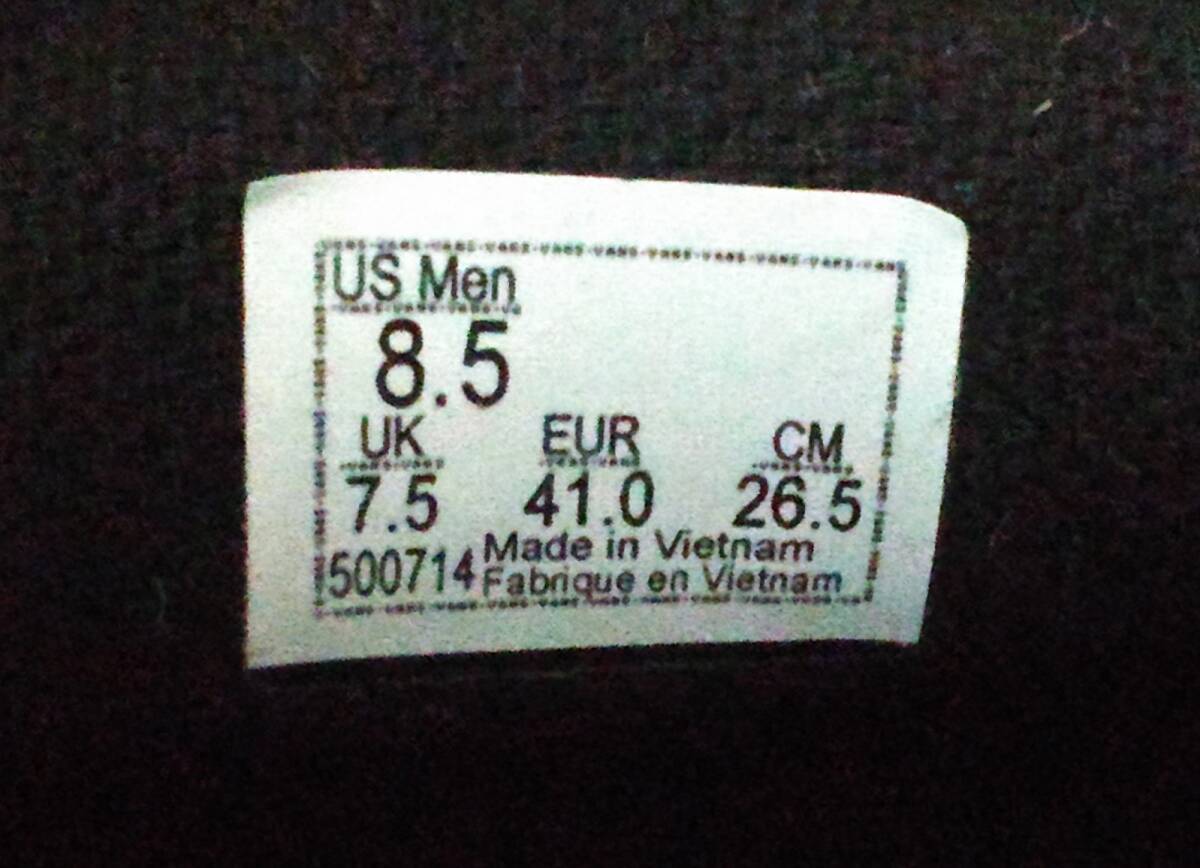 US Men
8.5
UK EUR CM
7.5 41.0 26.5
500714 Made in Vietnam
Fabrique en Vietnam